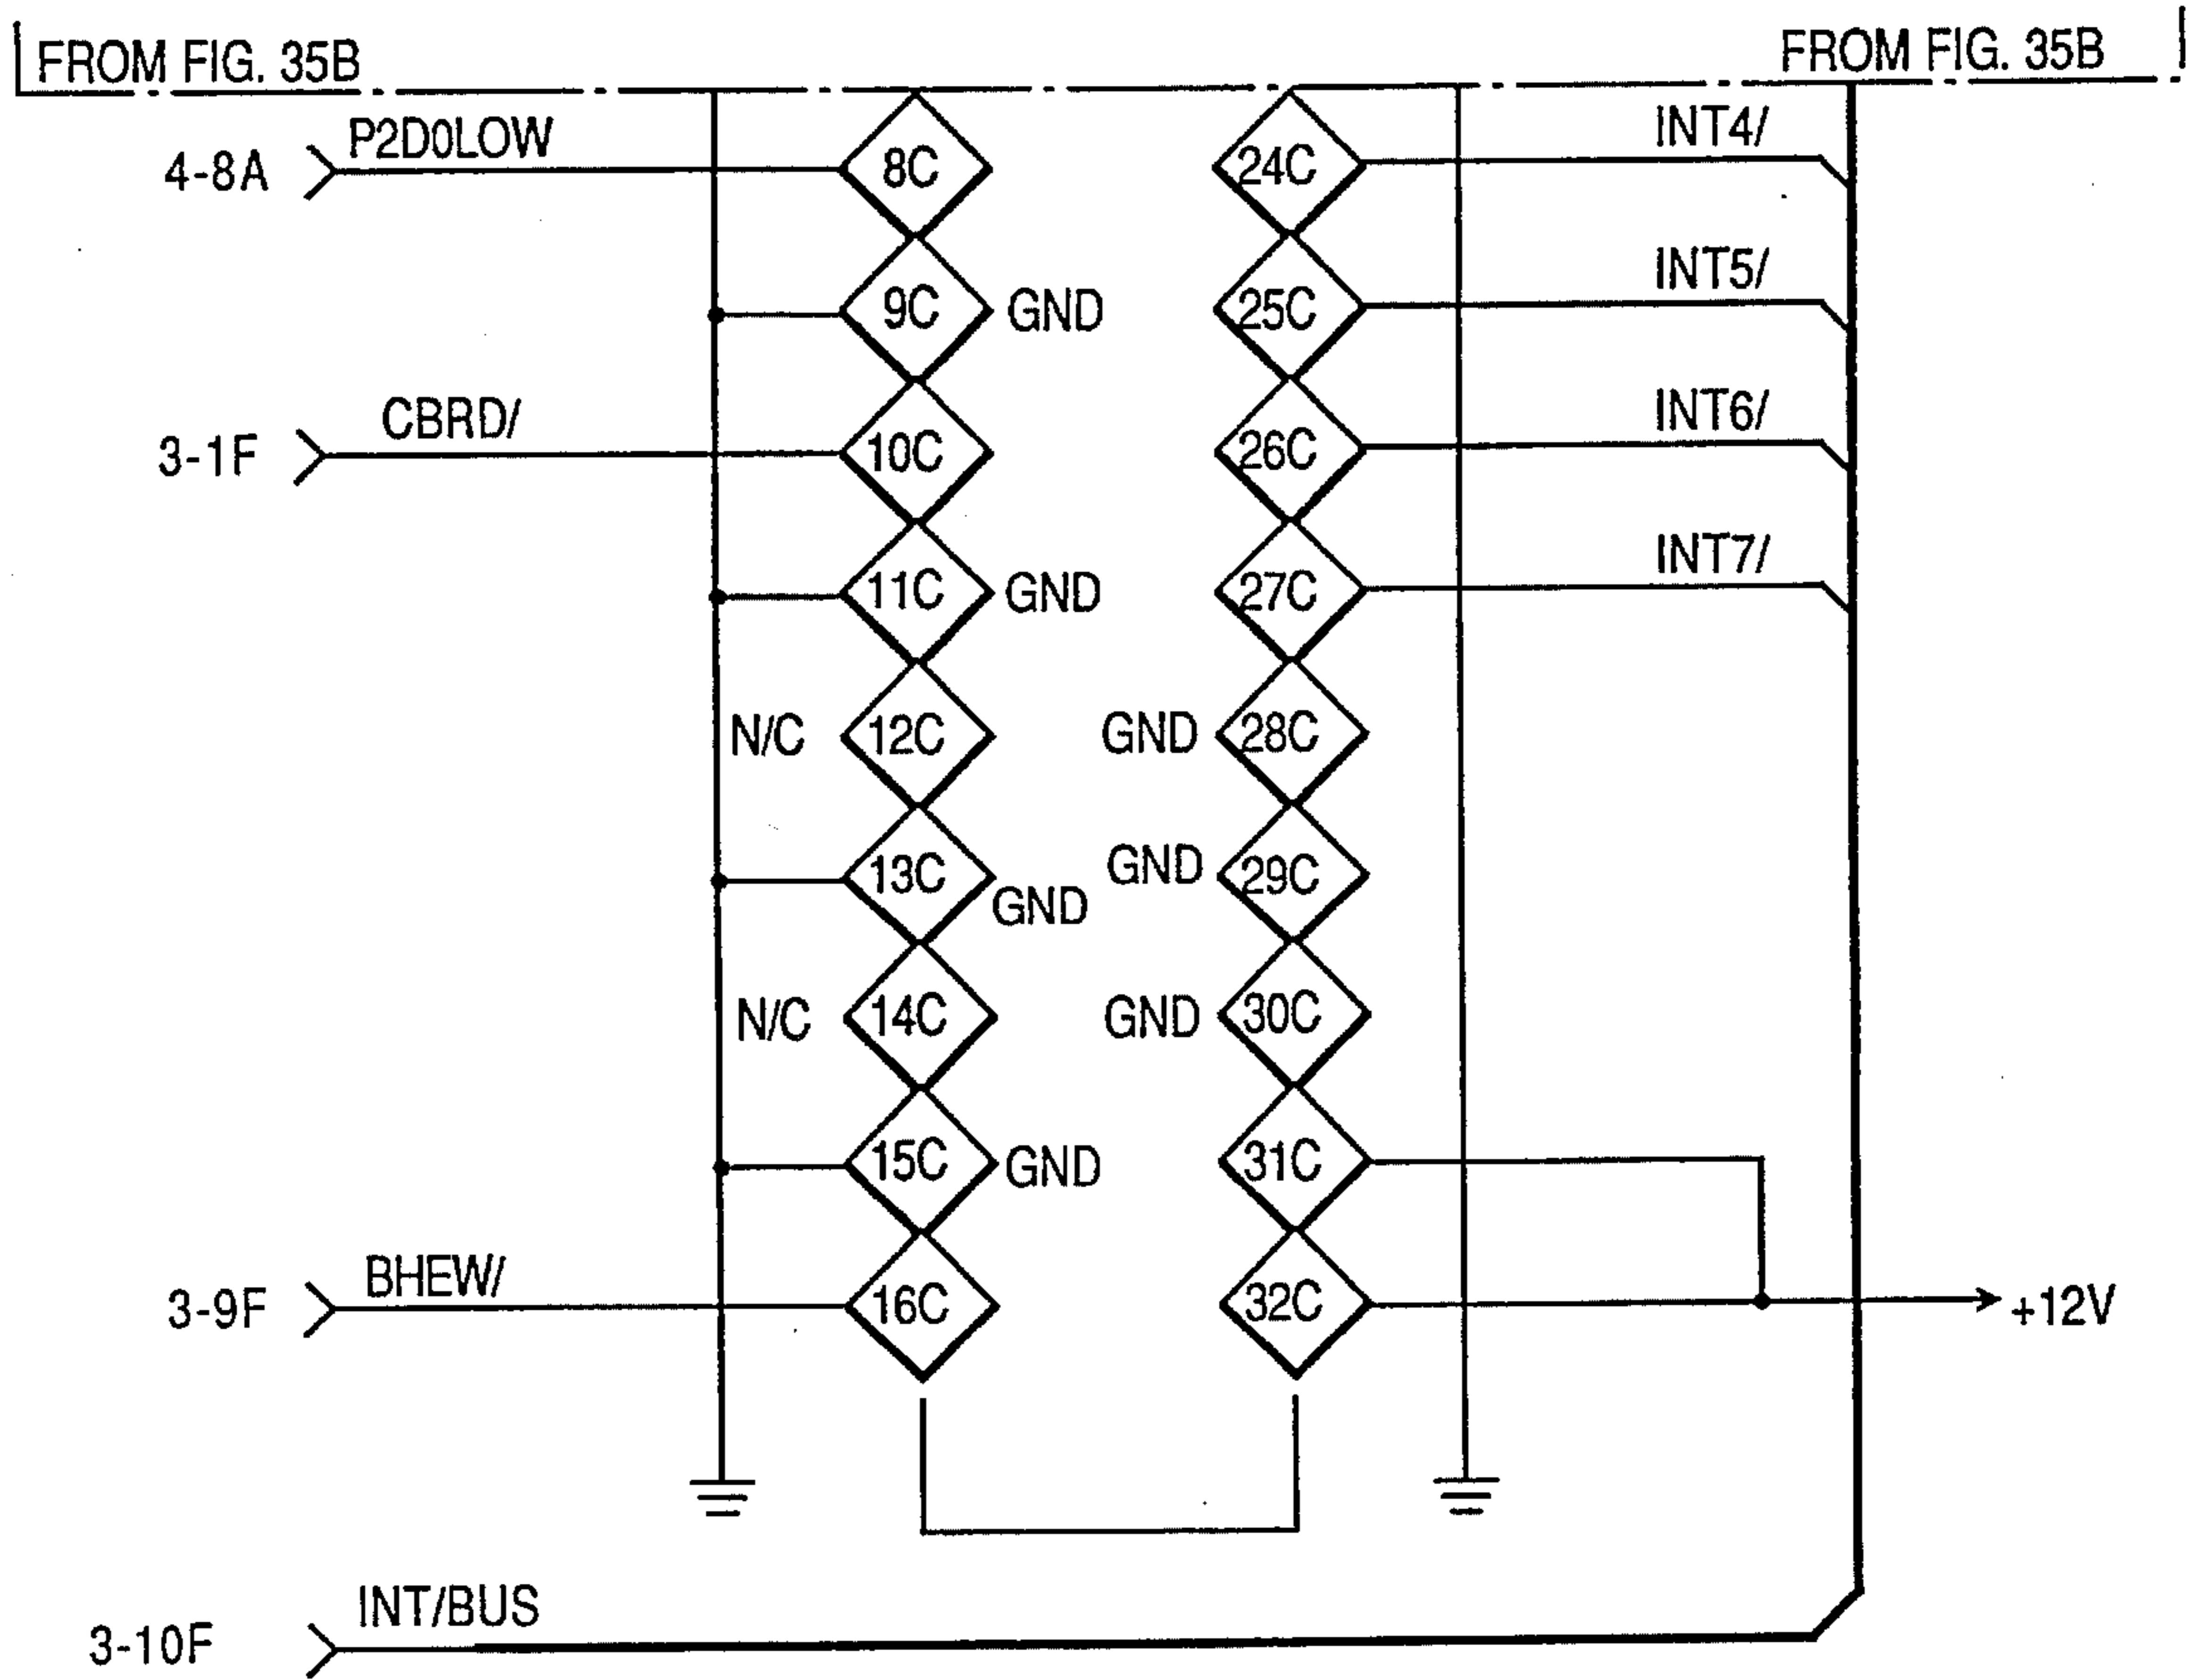 FROM FIG. 35B FROM FIG. 35B
4-8A P2D0LOW 8C 24C INT4/
9C GND 25C INT5/
3-1F CBRD/ 10C 26C INT6/
11C GND 27C INT7/
N/C 12C GND 28C
13C GND GND 29C
N/C 14C GND 30C
15C GND 31C
3-9F BHEW/ 16C 32C +12V
3-10F INT/BUS